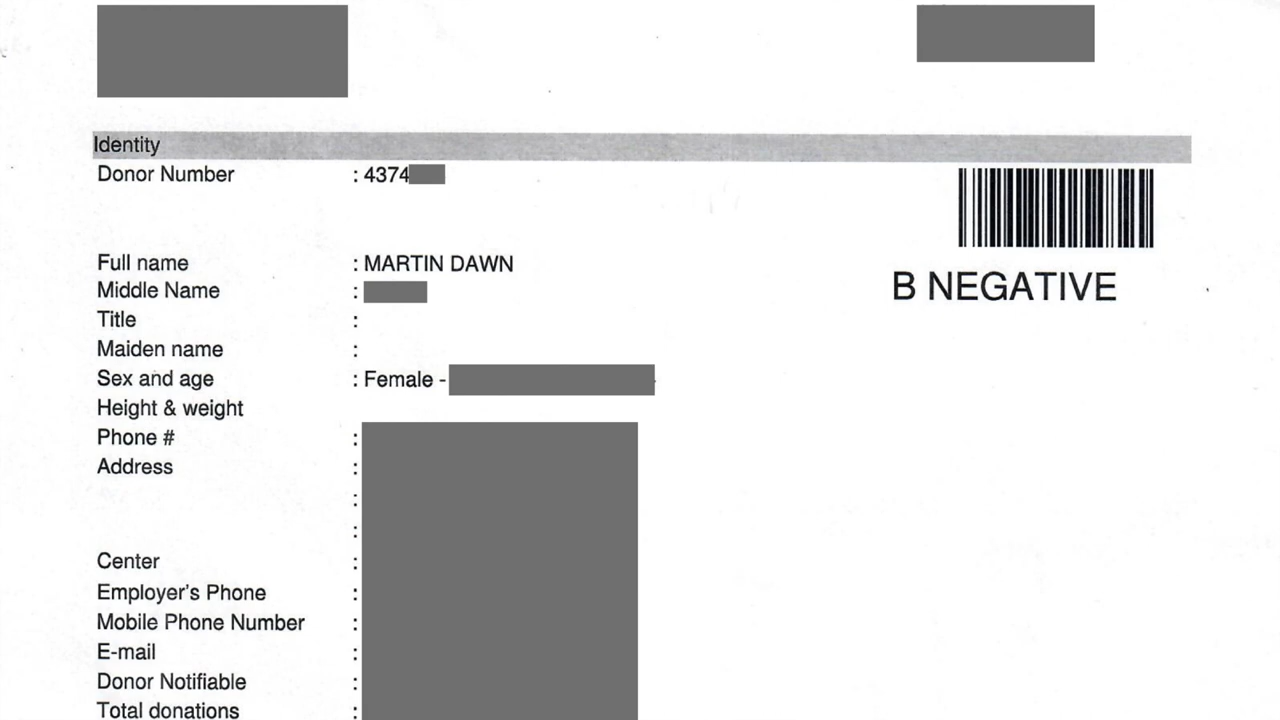 Identity
Donor Number : 4374
Full name : MARTIN DAWN
B NEGATIVE
Middle Name :
Title :
Maiden name :
Sex and age : Female -
Height & weight
Phone # :
Address :
:
:
Center :
Employer's Phone :
Mobile Phone Number :
E-mail :
Donor Notifiable :
Total donations :